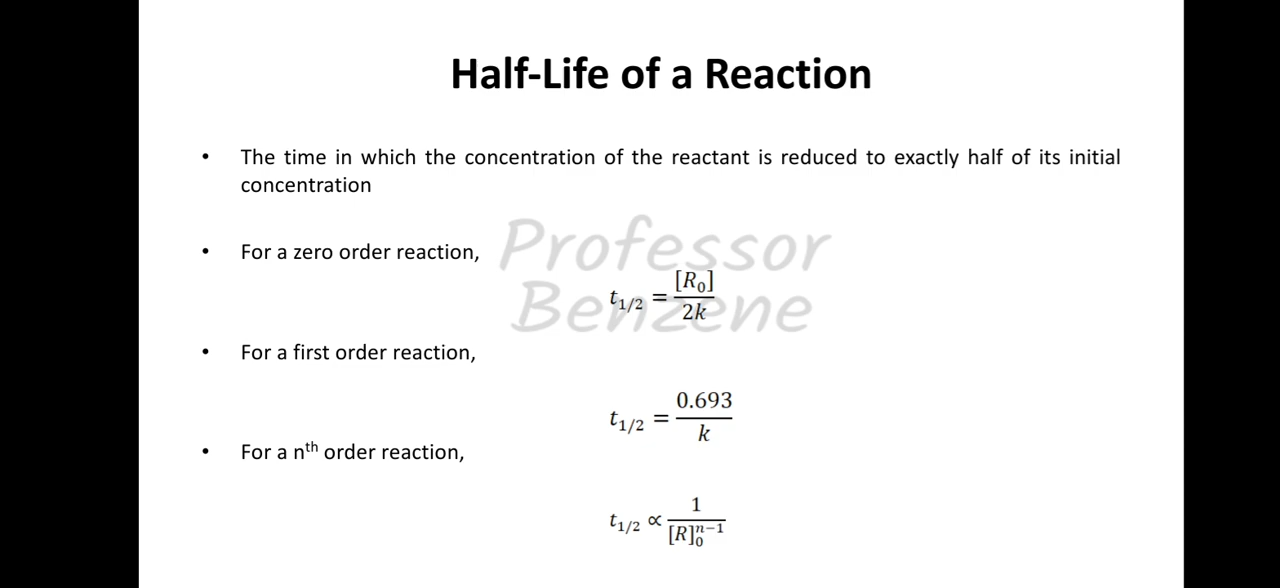 Half-Life of a Reaction
• The time in which the concentration of the reactant is reduced to exactly half of its initial
concentration
Professor
Benzene
• For a zero order reaction,
t₁/₂ = [R₀] / 2k
• For a first order reaction,
t₁/₂ = 0.693 / k
• For a nᵗʰ order reaction,
t₁/₂ ∝ 1 / [R]₀ⁿ⁻¹